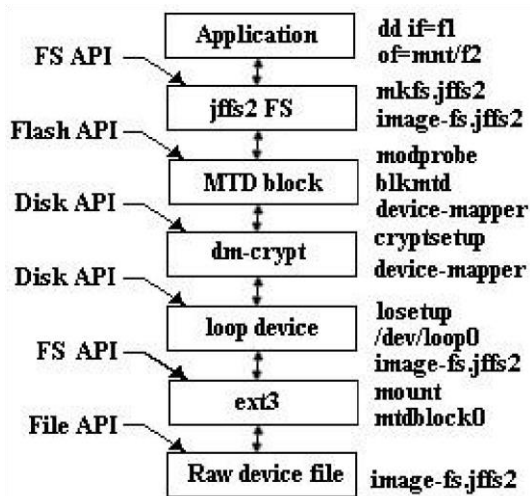 Application
dd if=f1
of=mnt/f2
FS API
jffs2 FS
mkfs.jffs2
image-fs.jffs2
Flash API
MTD block
modprobe
blkmtd
device-mapper
Disk API
dm-crypt
cryptsetup
device-mapper
Disk API
loop device
losetup
/dev/loop0
image-fs.jffs2
FS API
ext3
mount
mtdblock0
File API
Raw device file
image-fs.jffs2